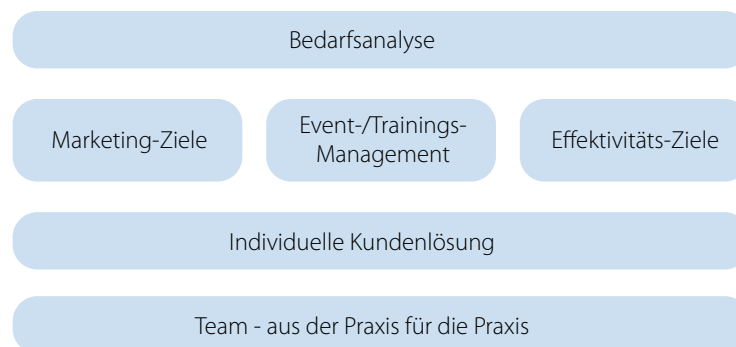 Bedarfsanalyse
Marketing-Ziele
Event-/Trainings-
Management
Effektivitäts-Ziele
Individuelle Kundenlösung
Team - aus der Praxis für die Praxis